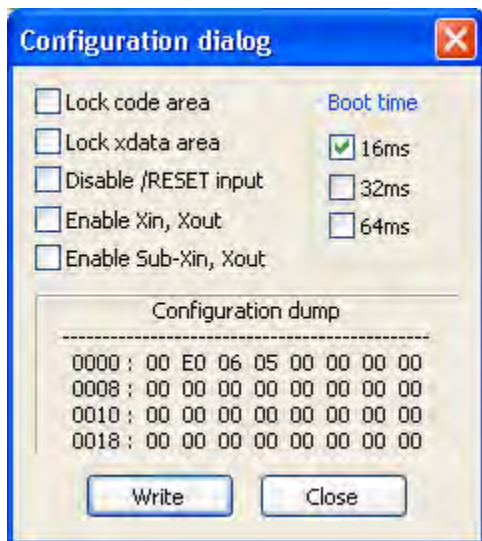 Configuration dialog
Lock code area
Lock xdata area
Disable /RESET input
Enable Xin, Xout
Enable Sub-Xin, Xout
Boot time
16ms
32ms
64ms
Configuration dump
--------------------------------------------------
0000 : 00 E0 06 05 00 00 00 00
0008 : 00 00 00 00 00 00 00 00
0010 : 00 00 00 00 00 00 00 00
0018 : 00 00 00 00 00 00 00 00
Write
Close